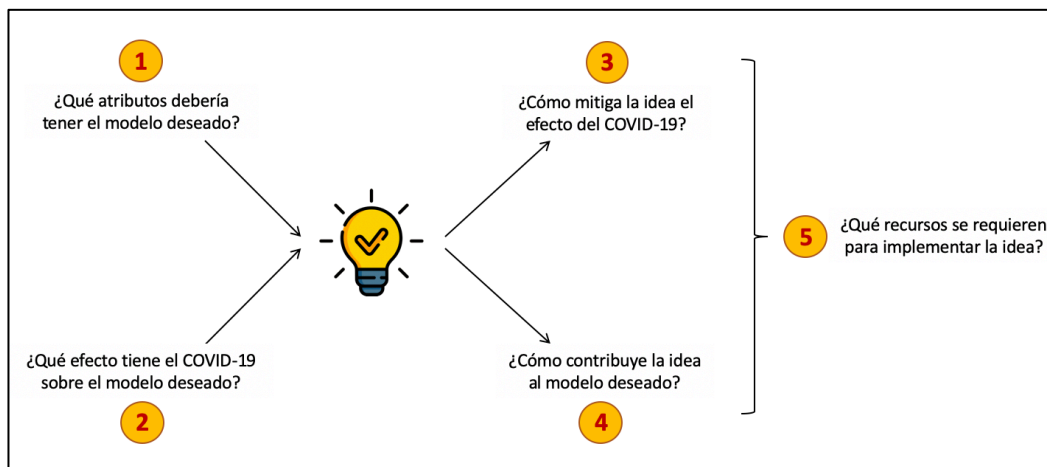 1
¿Qué atributos debería
tener el modelo deseado?
3
¿Cómo mitiga la idea el
efecto del COVID-19?
5
¿Qué recursos se requieren
para implementar la idea?
¿Qué efecto tiene el COVID-19
sobre el modelo deseado?
2
¿Cómo contribuye la idea
al modelo deseado?
4